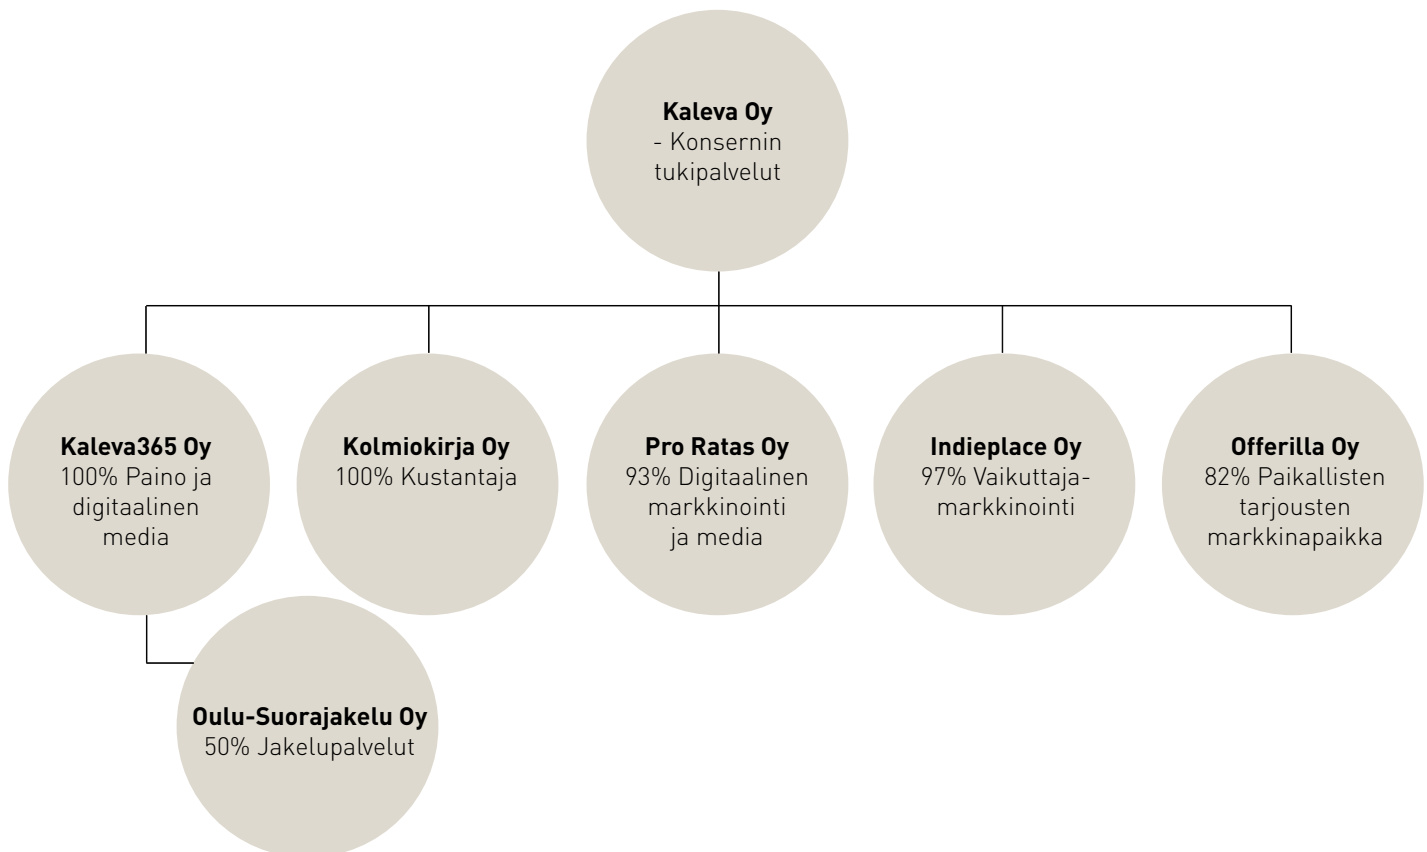 Kaleva Oy
- Konsernin
tukipalvelut
Kaleva365 Oy
100% Paino ja
digitaalinen
media
Kolmiokirja Oy
100% Kustantaja
Pro Ratas Oy
93% Digitaalinen
markkinointi
ja media
Indieplace Oy
97% Vaikuttaja-
markkinointi
Offerilla Oy
82% Paikallisten
tarjousten
markkinapaikka
Oulu-Suorajakelu Oy
50% Jakelupalvelut